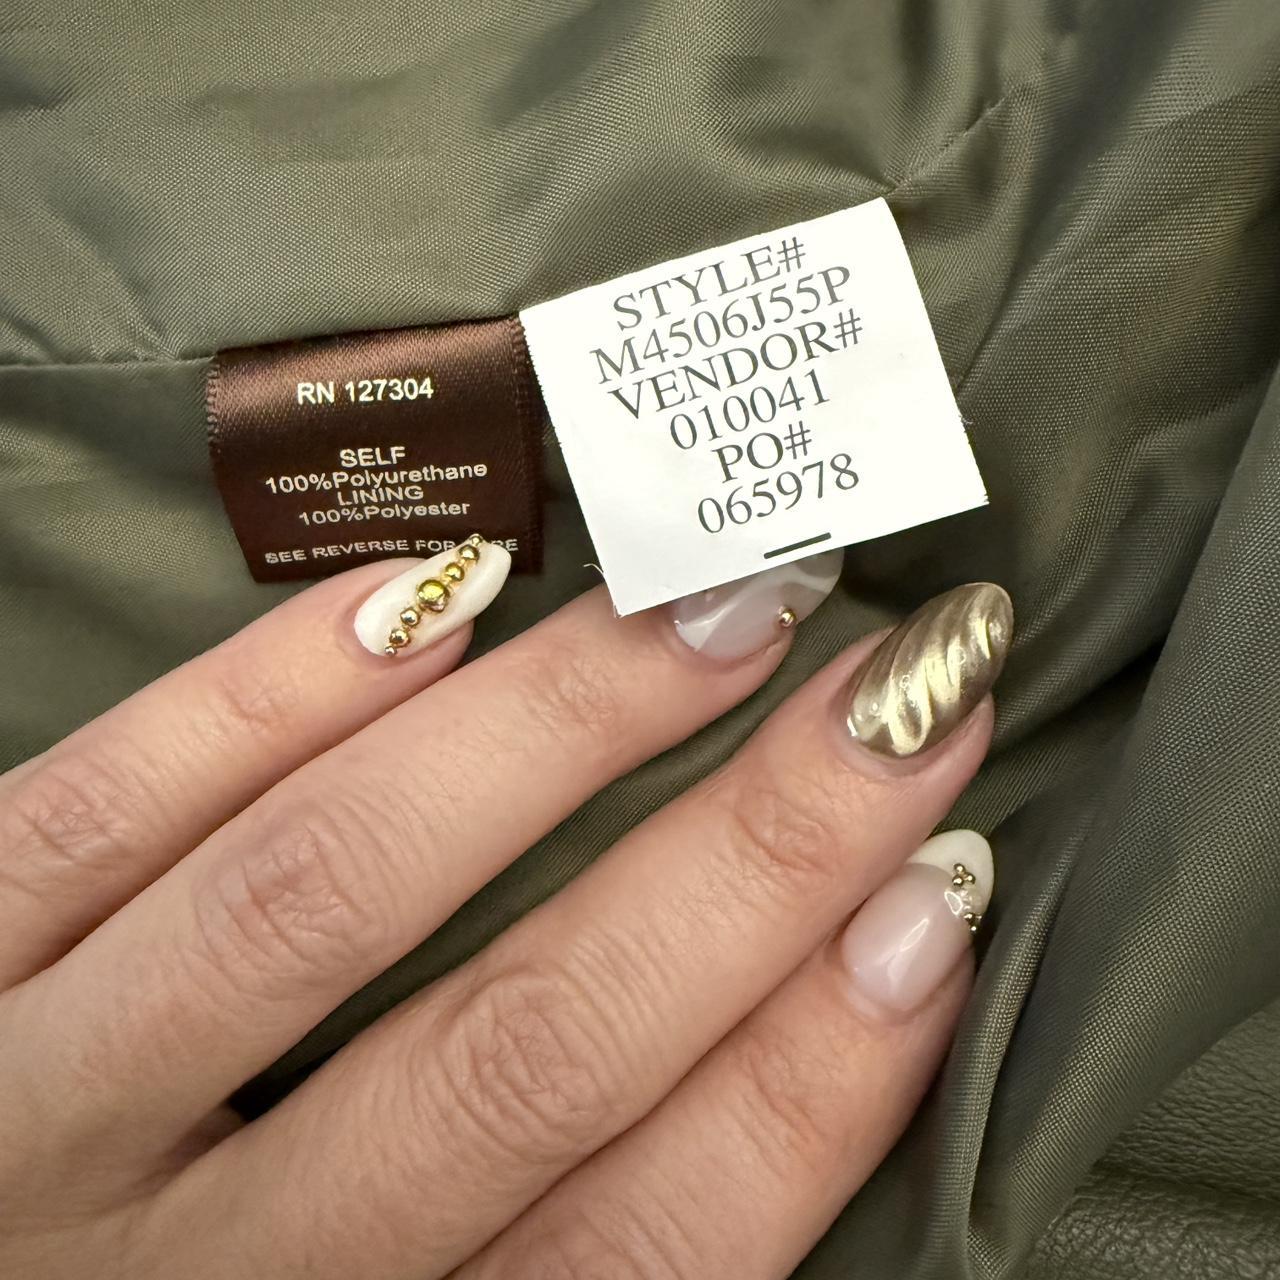 RN 127304
SELF
100%Polyurethane
LINING
100%Polyester
SEE REVERSE FOR
STYLE#
M4506J55P
VENDOR#
010041
PO#
065978